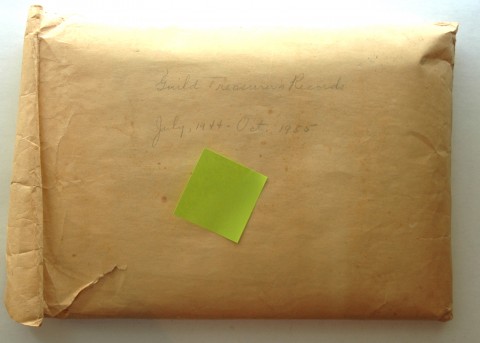 Guild Treasurer's Records
July, 1944 - Oct. 1955